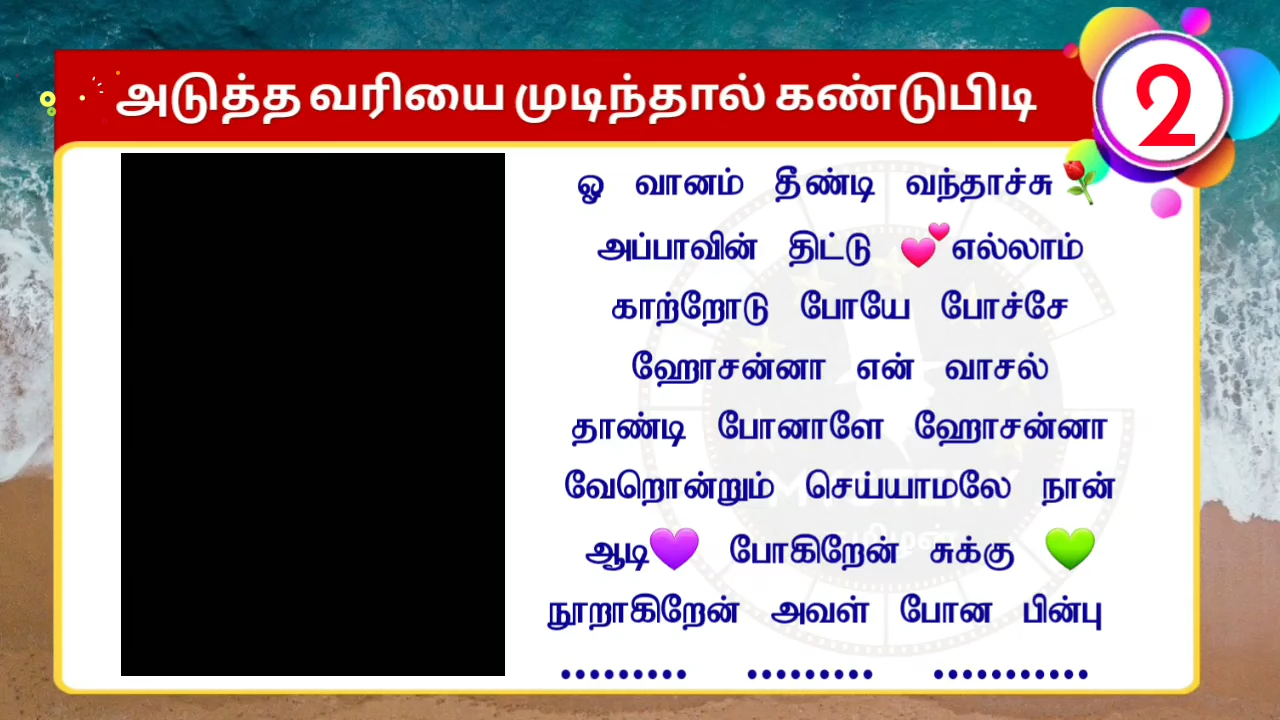 அடுத்த வரியை முடிந்தால் கண்டுபிடி
2
ஓ வானம் தீண்டி வந்தாச்சு 🌹
அப்பாவின் திட்டு 💕எல்லாம்
காற்றோடு போயே போச்சே
ஹோசன்னா என் வாசல்
தாண்டி போனாளே ஹோசன்னா
வேறொன்றும் செய்யாமலே நான்
ஆடி💜 போகிறேன் சுக்கு 💚
நூறாகிறேன் அவள் போன பின்பு
......... ......... ...........